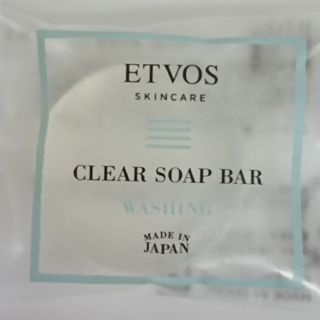 ETVOS
SKINCARE
CLEAR SOAP BAR
WASHING
MADE IN
JAPAN